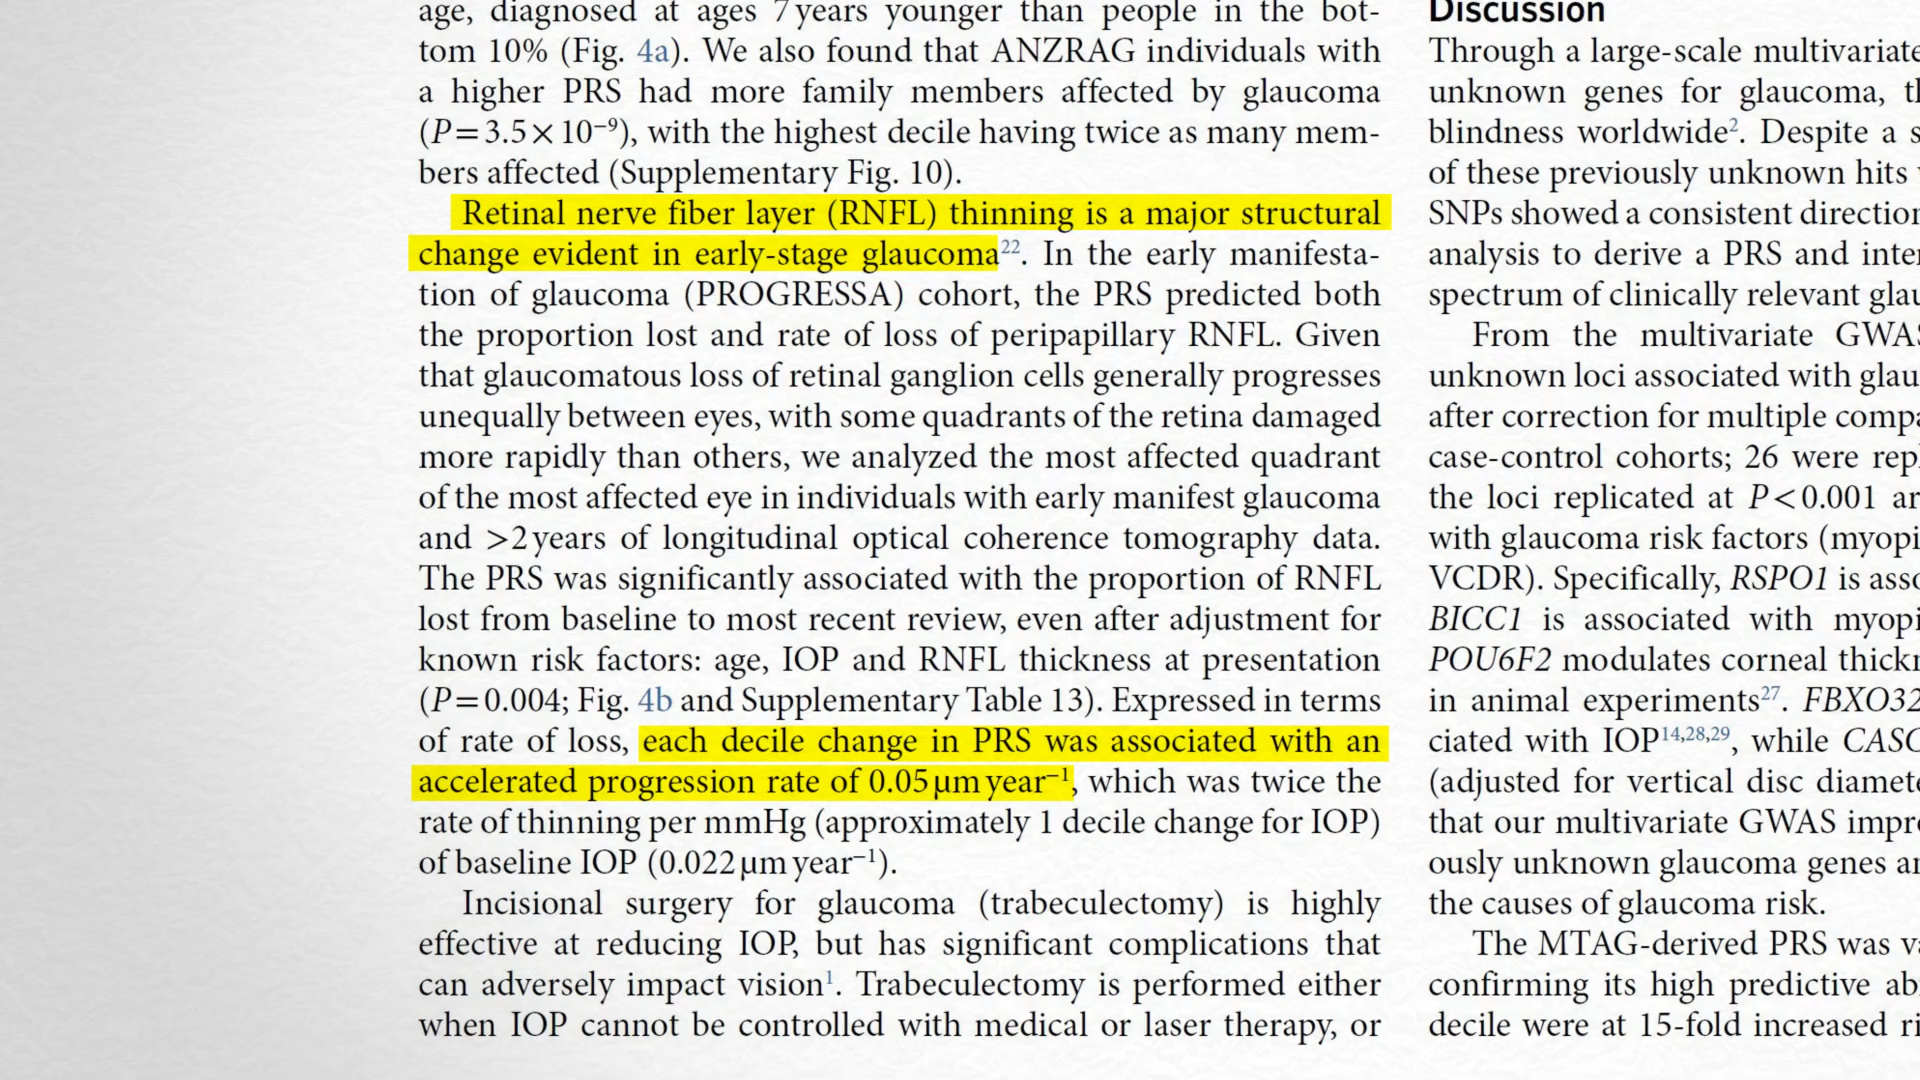 age, diagnosed at ages 7 years younger than people in the bot-
tom 10% (Fig. 4a). We also found that ANZRAG individuals with
a higher PRS had more family members affected by glaucoma
(P = 3.5 × 10⁻⁹), with the highest decile having twice as many mem-
bers affected (Supplementary Fig. 10).
Retinal nerve fiber layer (RNFL) thinning is a major structural
change evident in early-stage glaucoma²². In the early manifesta-
tion of glaucoma (PROGRESSA) cohort, the PRS predicted both
the proportion lost and rate of loss of peripapillary RNFL. Given
that glaucomatous loss of retinal ganglion cells generally progresses
unequally between eyes, with some quadrants of the retina damaged
more rapidly than others, we analyzed the most affected quadrant
of the most affected eye in individuals with early manifest glaucoma
and >2 years of longitudinal optical coherence tomography data.
The PRS was significantly associated with the proportion of RNFL
lost from baseline to most recent review, even after adjustment for
known risk factors: age, IOP and RNFL thickness at presentation
(P = 0.004; Fig. 4b and Supplementary Table 13). Expressed in terms
of rate of loss, each decile change in PRS was associated with an
accelerated progression rate of 0.05 μm year⁻¹, which was twice the
rate of thinning per mmHg (approximately 1 decile change for IOP)
of baseline IOP (0.022 μm year⁻¹).
Incisional surgery for glaucoma (trabeculectomy) is highly
effective at reducing IOP, but has significant complications that
can adversely impact vision¹. Trabeculectomy is performed either
when IOP cannot be controlled with medical or laser therapy, or
Discussion
Through a large-scale multivariate
unknown genes for glaucoma,
blindness worldwide². Despite a
of these previously unknown hits
SNPs showed a consistent
analysis to derive a PRS and
spectrum of clinically relevant
From the multivariate GWAS
unknown loci associated with
after correction for multiple
case-control cohorts; 26 were
the loci replicated at P < 0.001
with glaucoma risk factors
VCDR). Specifically, RSPO1 is
BICC1 is associated with
POU6F2 modulates corneal
in animal experiments²⁷. FBXO32
ciated with IOP¹⁴,²⁸,²⁹, while
(adjusted for vertical disc
that our multivariate GWAS
ously unknown glaucoma genes
the causes of glaucoma risk.
The MTAG-derived PRS was
confirming its high predictive
decile were at 15-fold increased